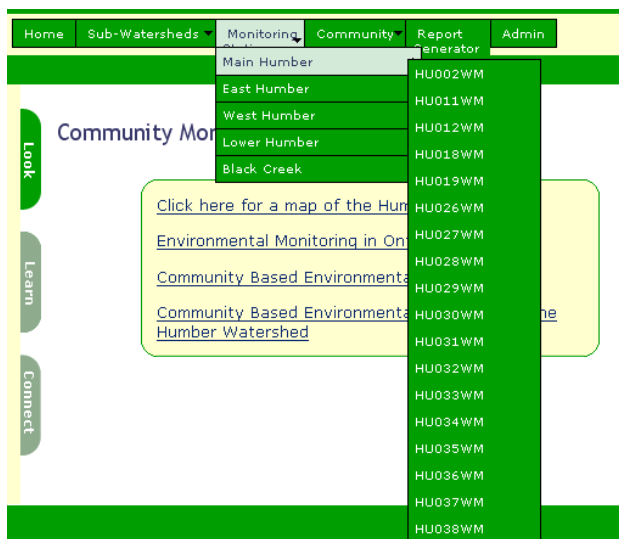 Home
Sub-Watersheds
Monitoring
Community
Report
Generator
Admin
Main Humber
East Humber
West Humber
Lower Humber
Black Creek
HU002WM
HU011WM
HU012WM
HU018WM
HU019WM
HU026WM
HU027WM
HU028WM
HU029WM
HU030WM
HU031WM
HU032WM
HU033WM
HU034WM
HU035WM
HU036WM
HU037WM
HU038WM
Look
Learn
Connect
Community Mon
Click here for a map of the Hum
Environmental Monitoring in Ont
Community Based Environmenta
Community Based Environmenta ne
Humber Watershed